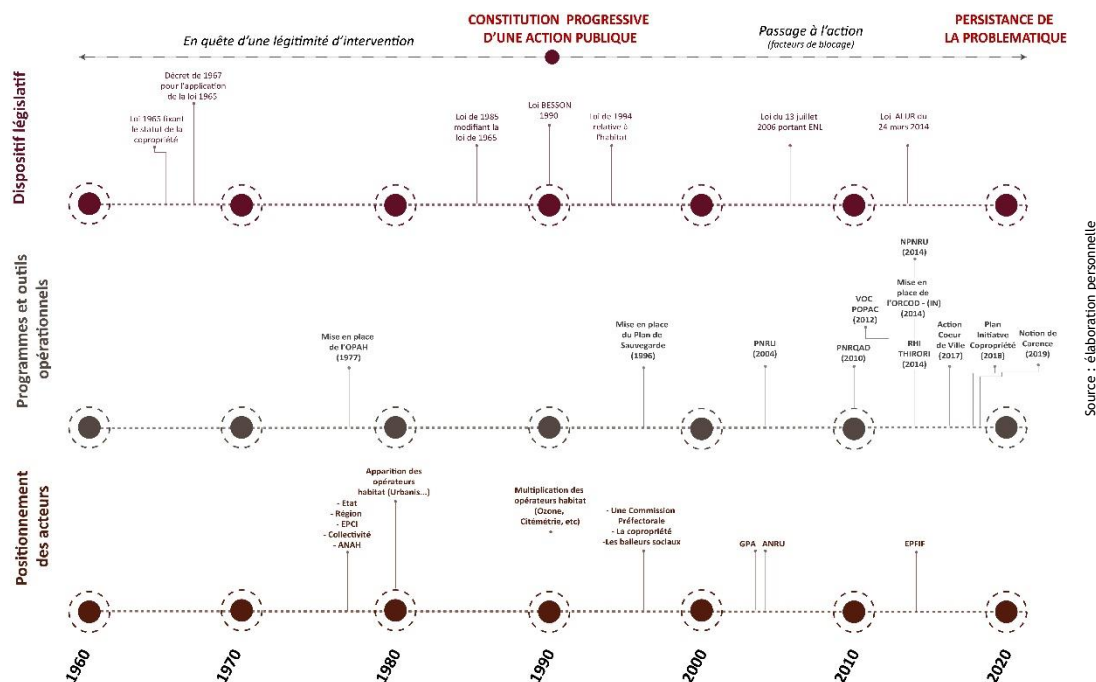 CONSTITUTION PROGRESSIVE
D'UNE ACTION PUBLIQUE
PERSISTANCE DE
LA PROBLEMATIQUE
En quête d'une légitimité d'intervention
Passage à l'action
(facteurs de blocage)
Dispositif législatif
Décret de 1967
pour l'application
de la loi 1965
Loi 1965 fixant
le statut de la
copropriété
Loi de 1985
modifiant la
loi de 1965
Loi BESSON
1990
Loi de 1994
relative à
l'habitat
Loi du 13 juillet
2006 portant ENL
Loi ALUR du
24 mars 2014
Programmes et outils
opérationnels
Mise en place
de l'OPAH
(1977)
Mise en place
du Plan de
Sauvegarde
(1996)
PNRU
(2004)
VOC
POPAC
(2012)
PNRQAD
(2010)
NPNRU
(2014)
Mise en
place de
l'ORCOD - (IN)
(2014)
RHI
THIRORI
(2014)
Action
Coeur
de Ville
(2017)
Plan
Initiative
Copropriété
(2018)
Notion de
Carence
(2019)
Positionnement
des acteurs
- Etat
- Région
- EPCI
- Collectivité
- ANAH
Apparition des
opérateurs
habitat (Urbanis...)
Multiplication des
opérateurs habitat
(Ozone,
Citémétrie, etc)
- Une Commission
Préfectorale
- La copropriété
-Les bailleurs sociaux
GPA
ANRU
EPFIF
1960
1970
1980
1990
2000
2010
2020
Source : élaboration personnelle